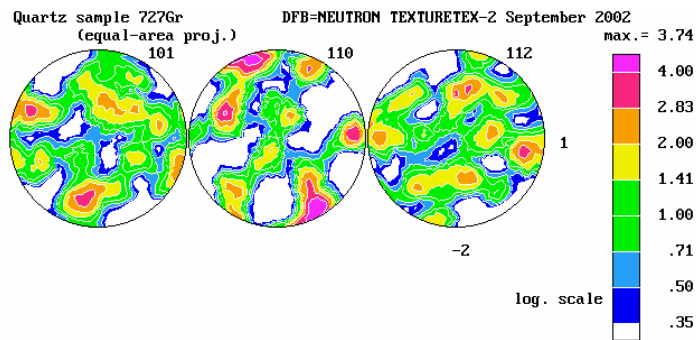 Quartz sample 727Gr DFB=NEUTRON TEXTURETEX-2 September 2002
(equal-area proj.) max.= 3.74
101 110 112
4.00
2.83
2.00
1
1.41
1.00
.71
-2
.50
log. scale
.35